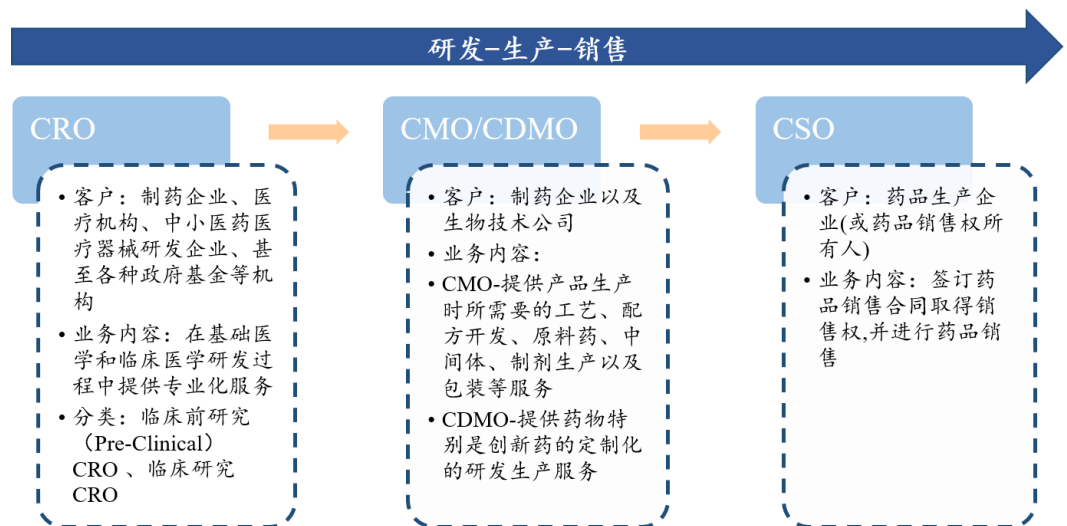 研发-生产-销售
CRO
• 客户：制药企业、医
疗机构、中小医药医
疗器械研发企业、甚
至各种政府基金等机
构
• 业务内容：在基础医
学和临床医学研发过
程中提供专业化服务
• 分类：临床前研究
（Pre-Clinical）
CRO 、临床研究
CRO
CMO/CDMO
• 客户：制药企业以及
生物技术公司
• 业务内容：
• CMO-提供产品生产
时所需要的工艺、配
方开发、原料药、中
间体、制剂生产以及
包装等服务
• CDMO-提供药物特
别是创新药的定制化
的研发生产服务
CSO
• 客户：药品生产企
业(或药品销售权所
有人)
• 业务内容：签订药
品销售合同取得销
售权,并进行药品销
售